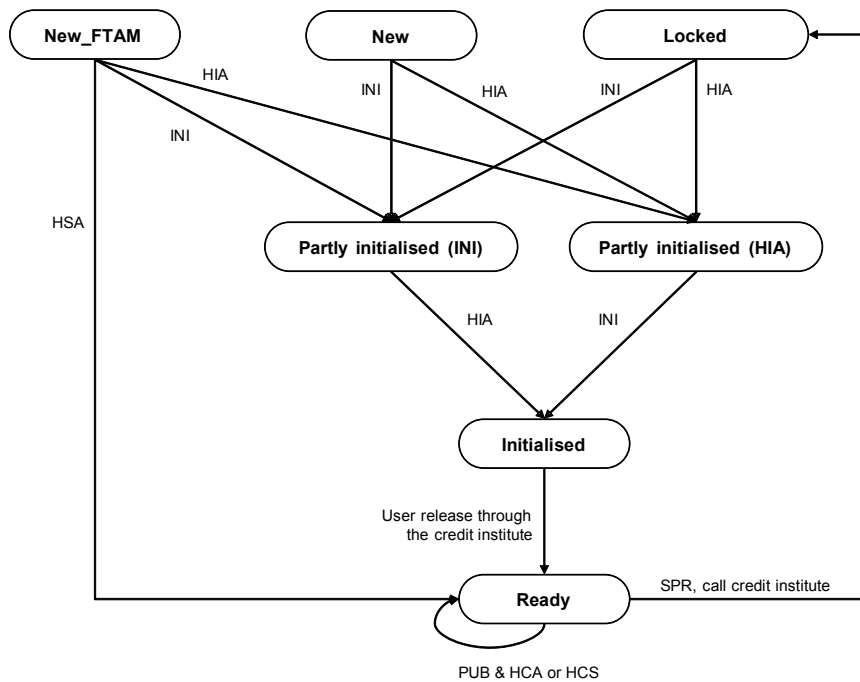 New_FTAM
New
Locked
HIA
INI
HIA
INI
HIA
INI
HSA
Partly initialised (INI)
Partly initialised (HIA)
HIA
INI
Initialised
User release through
the credit institute
Ready
SPR, call credit institute
PUB & HCA or HCS